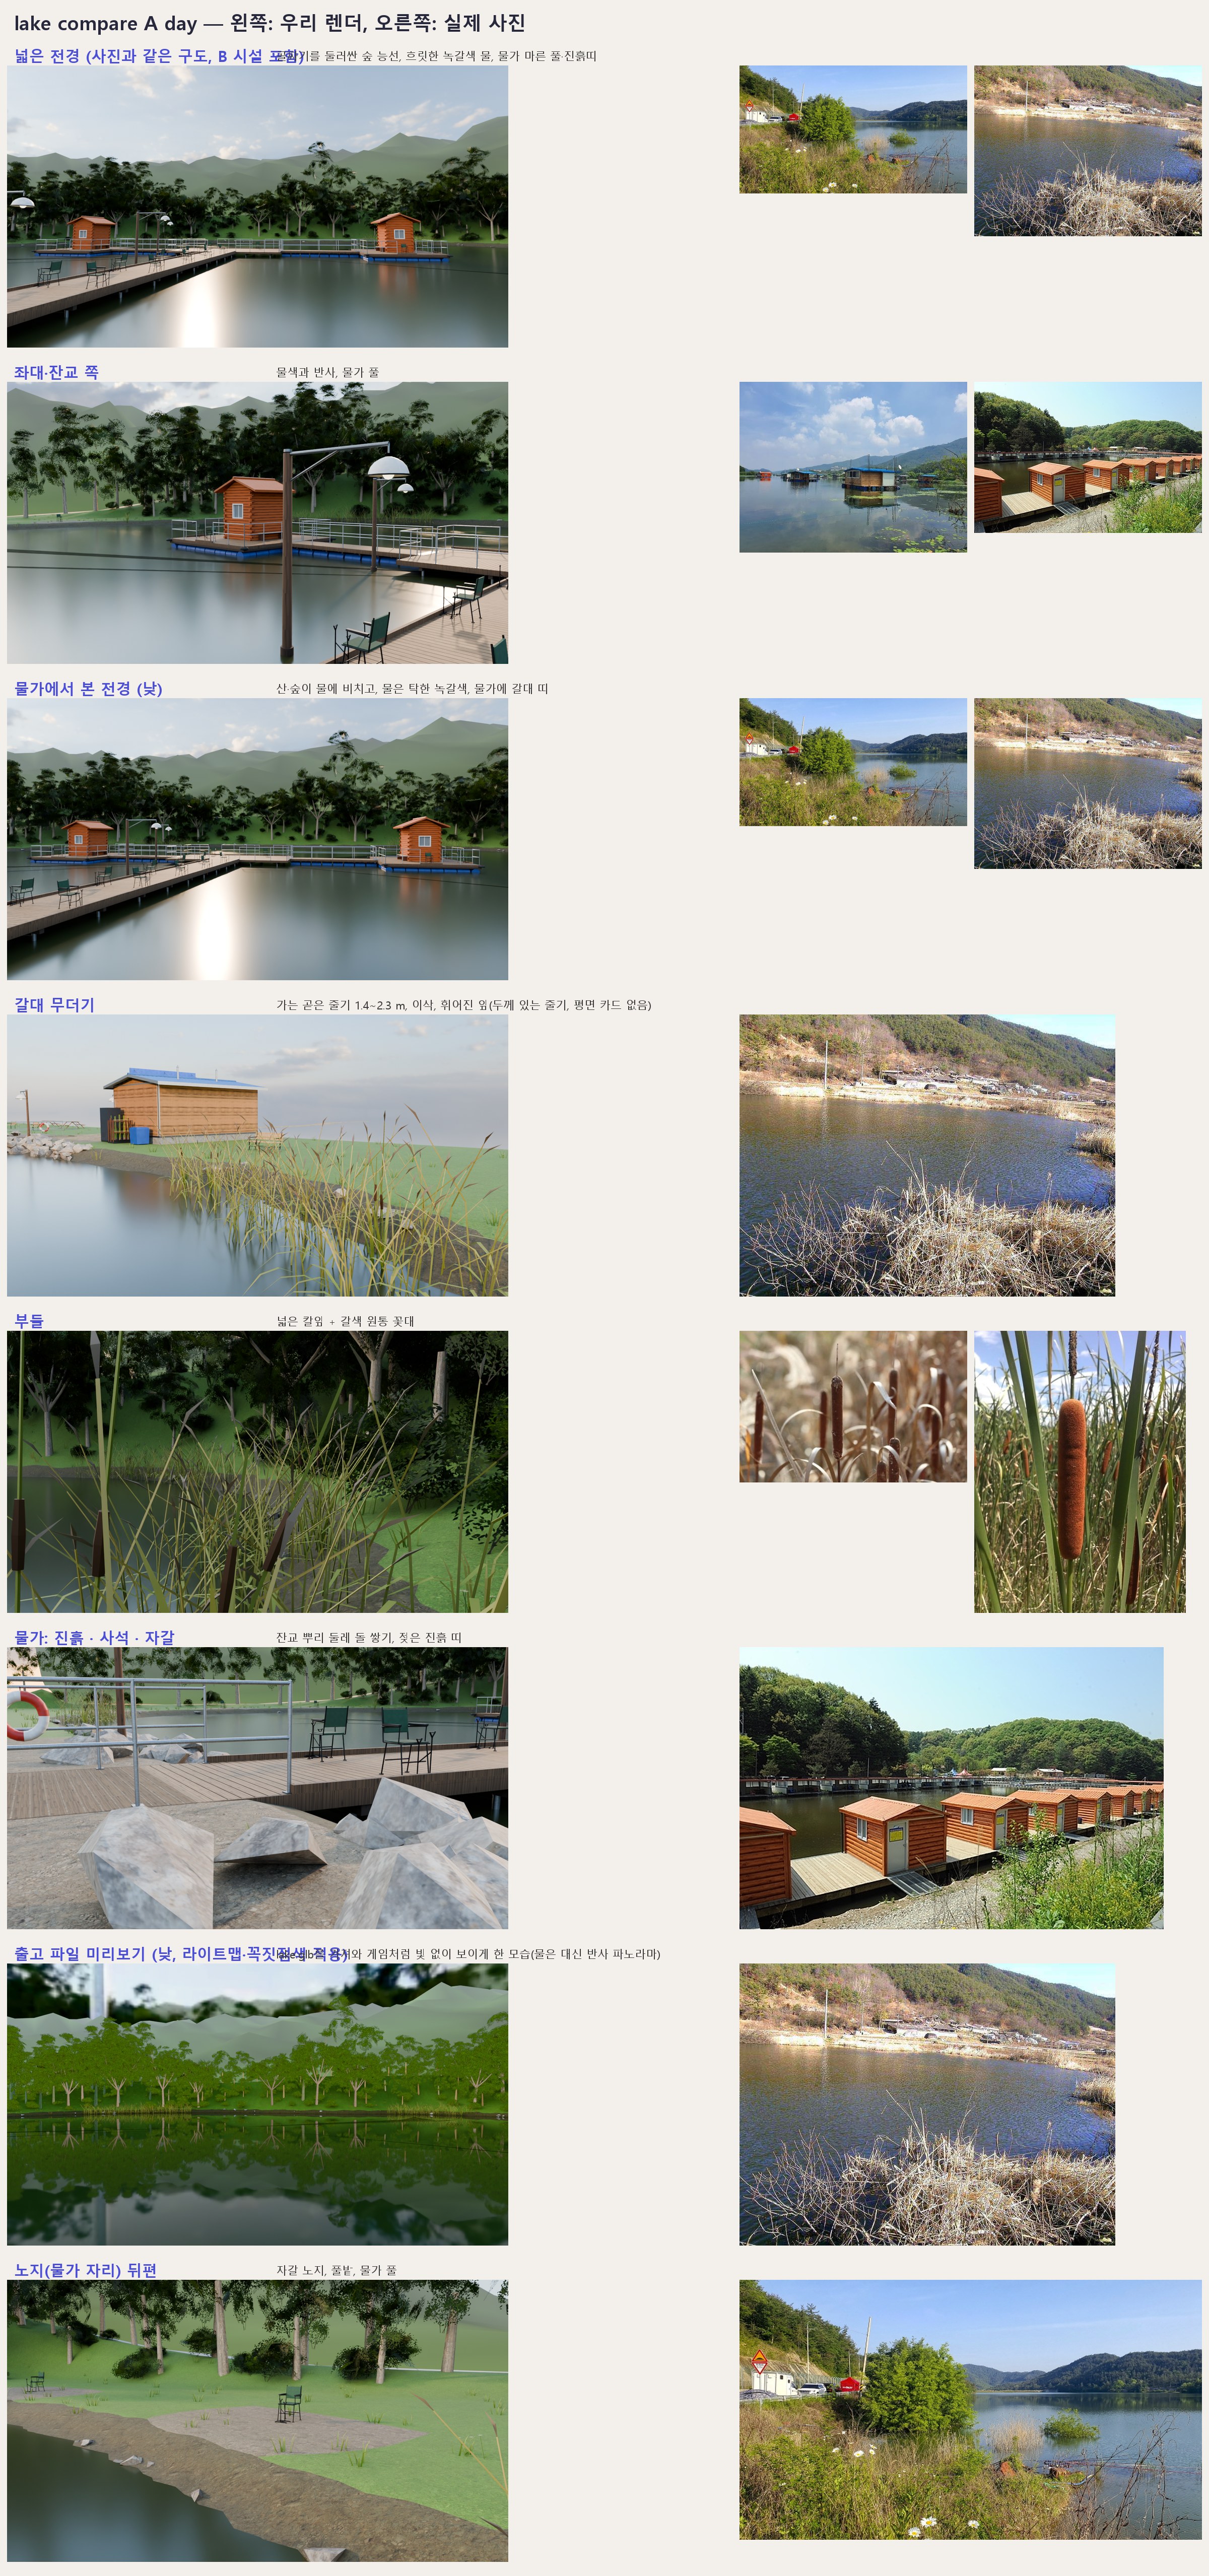 lake compare A day — 왼쪽: 우리 렌더, 오른쪽: 실제 사진
넓은 전경 (사진과 같은 구도, B 시설 포함)
둘러싼 숲 능선, 흐릿한 녹갈색 물, 물가 마른 풀·진흙띠
좌대·잔교 쪽
물색과 반사, 물가 풀
물가에서 본 전경 (낮)
산·숲이 물에 비치고, 물은 탁한 녹갈색, 물가에 갈대 띠
갈대 무더기
가는 곧은 줄기 1.4~2.3 m, 이삭, 휘어진 잎(두께 있는 줄기, 평면 카드 없음)
부들
넓은 칼잎 + 갈색 원통 꽃대
물가: 진흙 · 사석 · 자갈
잔교 뿌리 둘레 돌 쌓기, 젖은 진흙 띠
출고 파일 미리보기 (낮, 라이트맵·꼭짓점색 적용)
게임처럼 빛 없이 보이게 한 모습(물은 대신 반사 파노라마)
노지(물가 자리) 뒤편
자갈 노지, 풀밭, 물가 풀